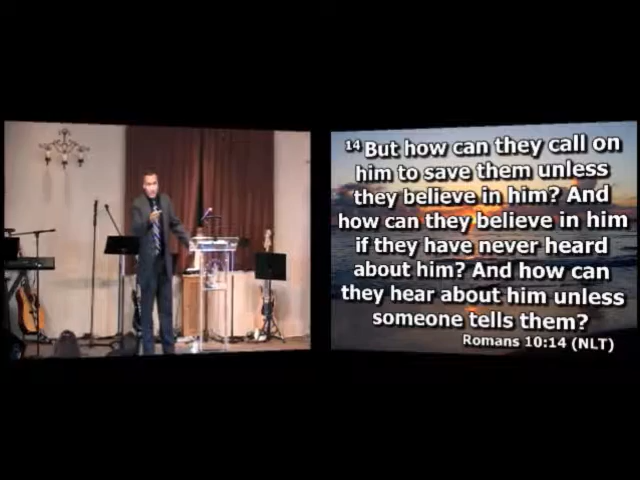 14 But how can they call on
him to save them unless
they believe in him? And
how can they believe in him
if they have never heard
about him? And how can
they hear about him unless
someone tells them?
Romans 10:14 (NLT)